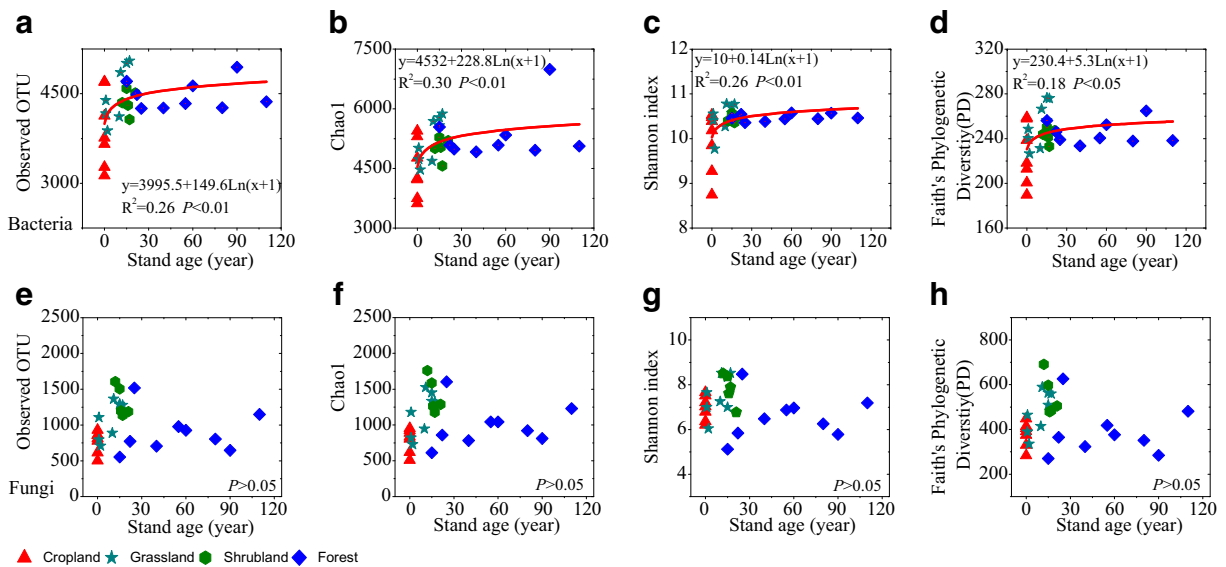 a
Observed OTU
4500
3000
y=3995.5+149.6Ln(x+1)
R²=0.26 P<0.01
0 30 60 90 120
Stand age (year)
Bacteria
b
Chao1
7500
6000
4500
3000
y=4532+228.8Ln(x+1)
R²=0.30 P<0.01
0 30 60 90 120
Stand age (year)
c
Shannon index
12
11
10
9
8
y=10+0.14Ln(x+1)
R²=0.26 P<0.01
0 30 60 90 120
Stand age (year)
d
Faith's Phylogenetic
Diverstiy(PD)
320
280
240
200
160
y=230.4+5.3Ln(x+1)
R²=0.18 P<0.05
0 30 60 90 120
Stand age (year)
e
Observed OTU
2500
2000
1500
1000
500
0
P>0.05
0 30 60 90 120
Stand age (year)
Fungi
f
Chao1
2500
2000
1500
1000
500
0
P>0.05
0 30 60 90 120
Stand age (year)
g
Shannon index
10
8
6
4
P>0.05
0 30 60 90 120
Stand age (year)
h
Faith's Phylogenetic
Diverstiy(PD)
800
600
400
200
P>0.05
0 30 60 90 120
Stand age (year)
Cropland Grassland Shrubland Forest